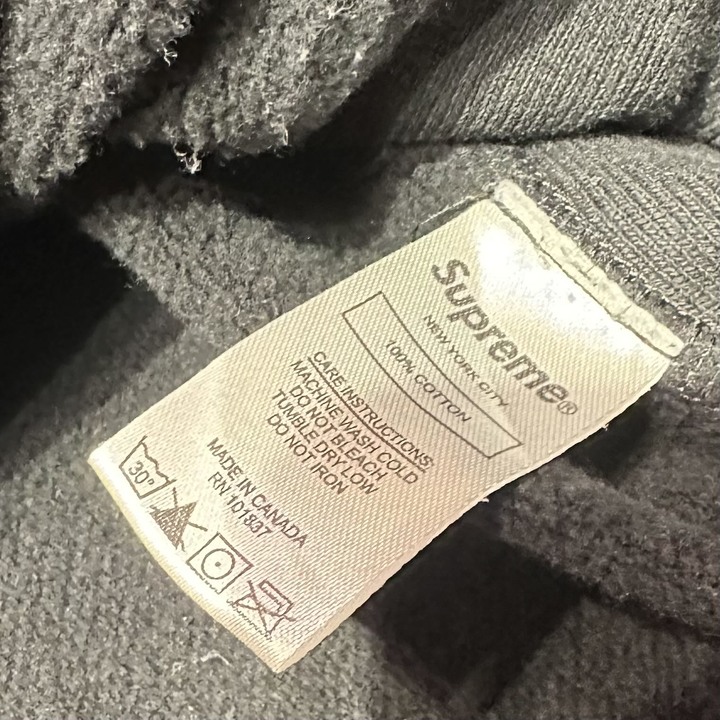 Supreme®
NEW YORK CITY
100% COTTON
CARE INSTRUCTIONS:
MACHINE WASH COLD
DO NOT BLEACH
TUMBLE DRY LOW
DO NOT IRON
MADE IN CANADA
RN 101837
30°